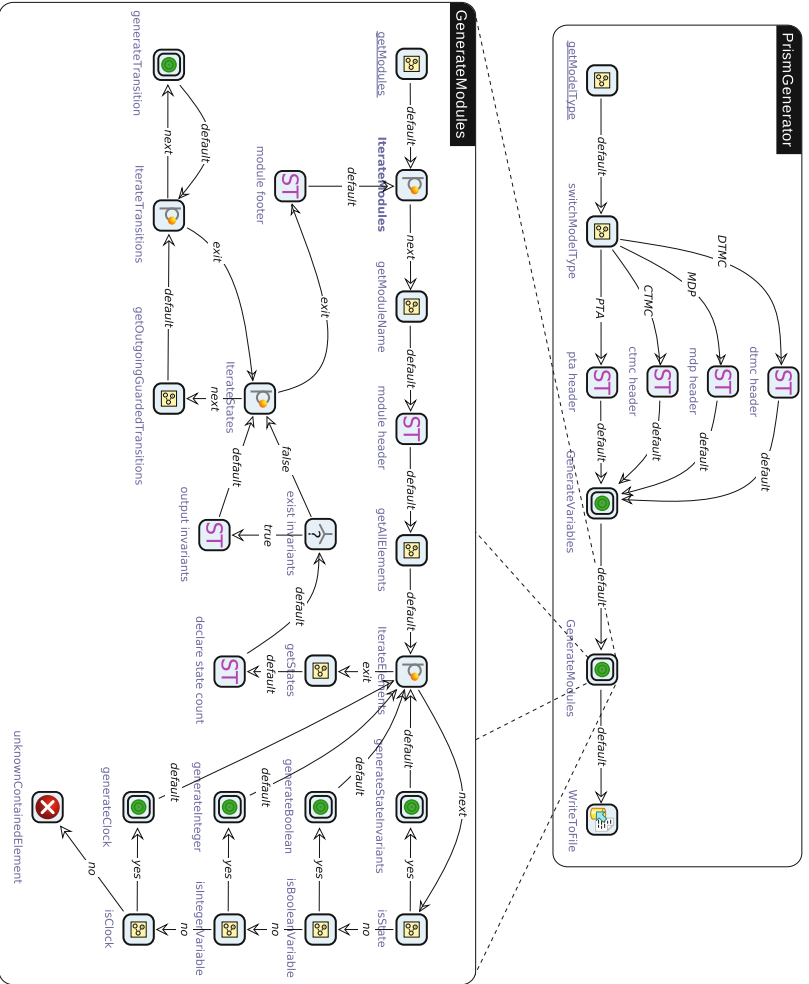 PrismGenerator
getModelType
default
switchModelType
DTMC
MDP
CTMC
PTA
dtmc header
mdp header
ctmc header
pta header
default
default
default
default
GenerateVariables
default
GenerateModules
default
WriteToFile
GenerateModules
getModules
default
IterateModules
next
getModuleName
default
module header
default
getAllElements
default
IterateElements
next
isState
yes
generateStateInvariants
default
no
isBooleanVariable
yes
generateBoolean
default
no
isIntegerVariable
yes
generateInteger
default
no
isClock
yes
generateClock
default
no
unknownContainedElement
exit
getStates
default
declare state count
default
exist invariants
true
output invariants
default
false
IterateStates
next
getOutgoingGuardedTransitions
default
IterateTransitions
next
generateTransition
default
exit
exit
module footer
default